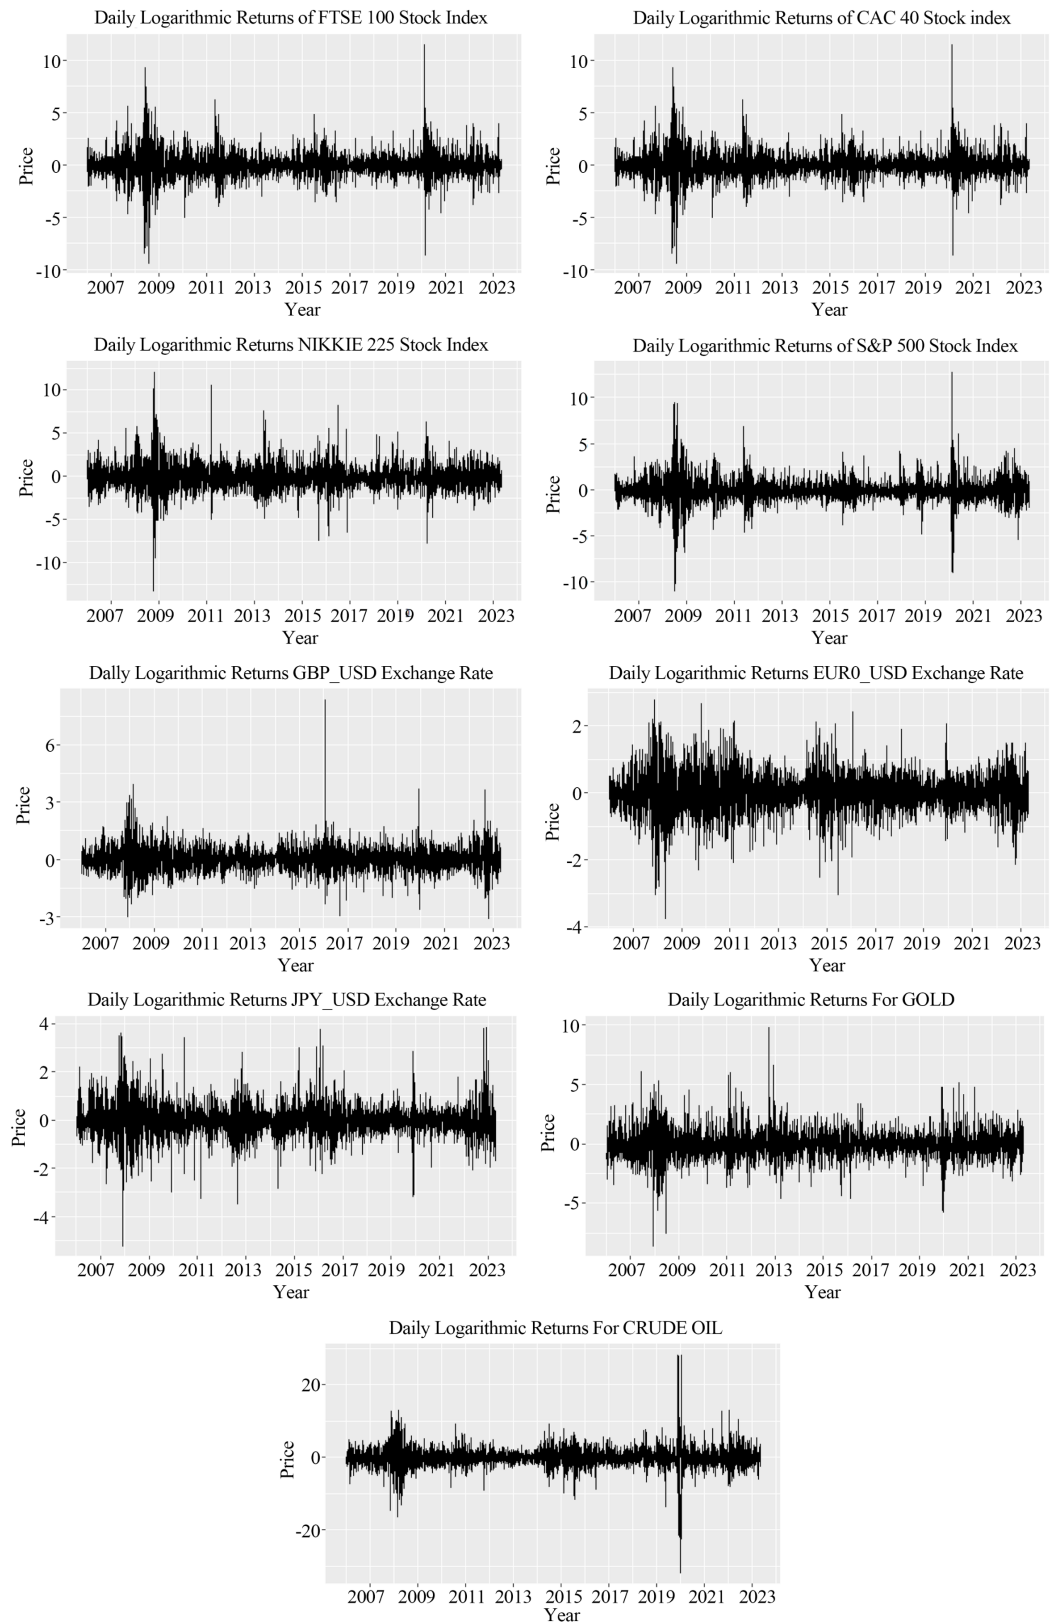 Daily Logarithmic Returns of FTSE 100 Stock Index
10
5
0
-5
-10
Price
2007 2009 2011 2013 2015 2017 2019 2021 2023
Year
Daily Logarithmic Returns of CAC 40 Stock index
10
5
0
-5
-10
Price
2007 2009 2011 2013 2015 2017 2019 2021 2023
Year
Daily Logarithmic Returns NIKKIE 225 Stock Index
10
5
0
-5
-10
Price
2007 2009 2011 2013 2015 2017 2019 2021 2023
Year
Daily Logarithmic Returns of S&P 500 Stock Index
10
5
0
-5
-10
Price
2007 2009 2011 2013 2015 2017 2019 2021 2023
Year
Dally Logarithmic Returns GBP_USD Exchange Rate
6
3
0
-3
Price
2007 2009 2011 2013 2015 2017 2019 2021 2023
Year
Daily Logarithmic Returns EUR0_USD Exchange Rate
2
0
-2
-4
Price
2007 2009 2011 2013 2015 2017 2019 2021 2023
Year
Daily Logarithmic Returns JPY_USD Exchange Rate
4
2
0
-2
-4
Price
2007 2009 2011 2013 2015 2017 2019 2021 2023
Year
Daily Logarithmic Returns For GOLD
10
5
0
-5
Price
2007 2009 2011 2013 2015 2017 2019 2021 2023
Year
Daily Logarithmic Returns For CRUDE OIL
20
0
-20
Price
2007 2009 2011 2013 2015 2017 2019 2021 2023
Year